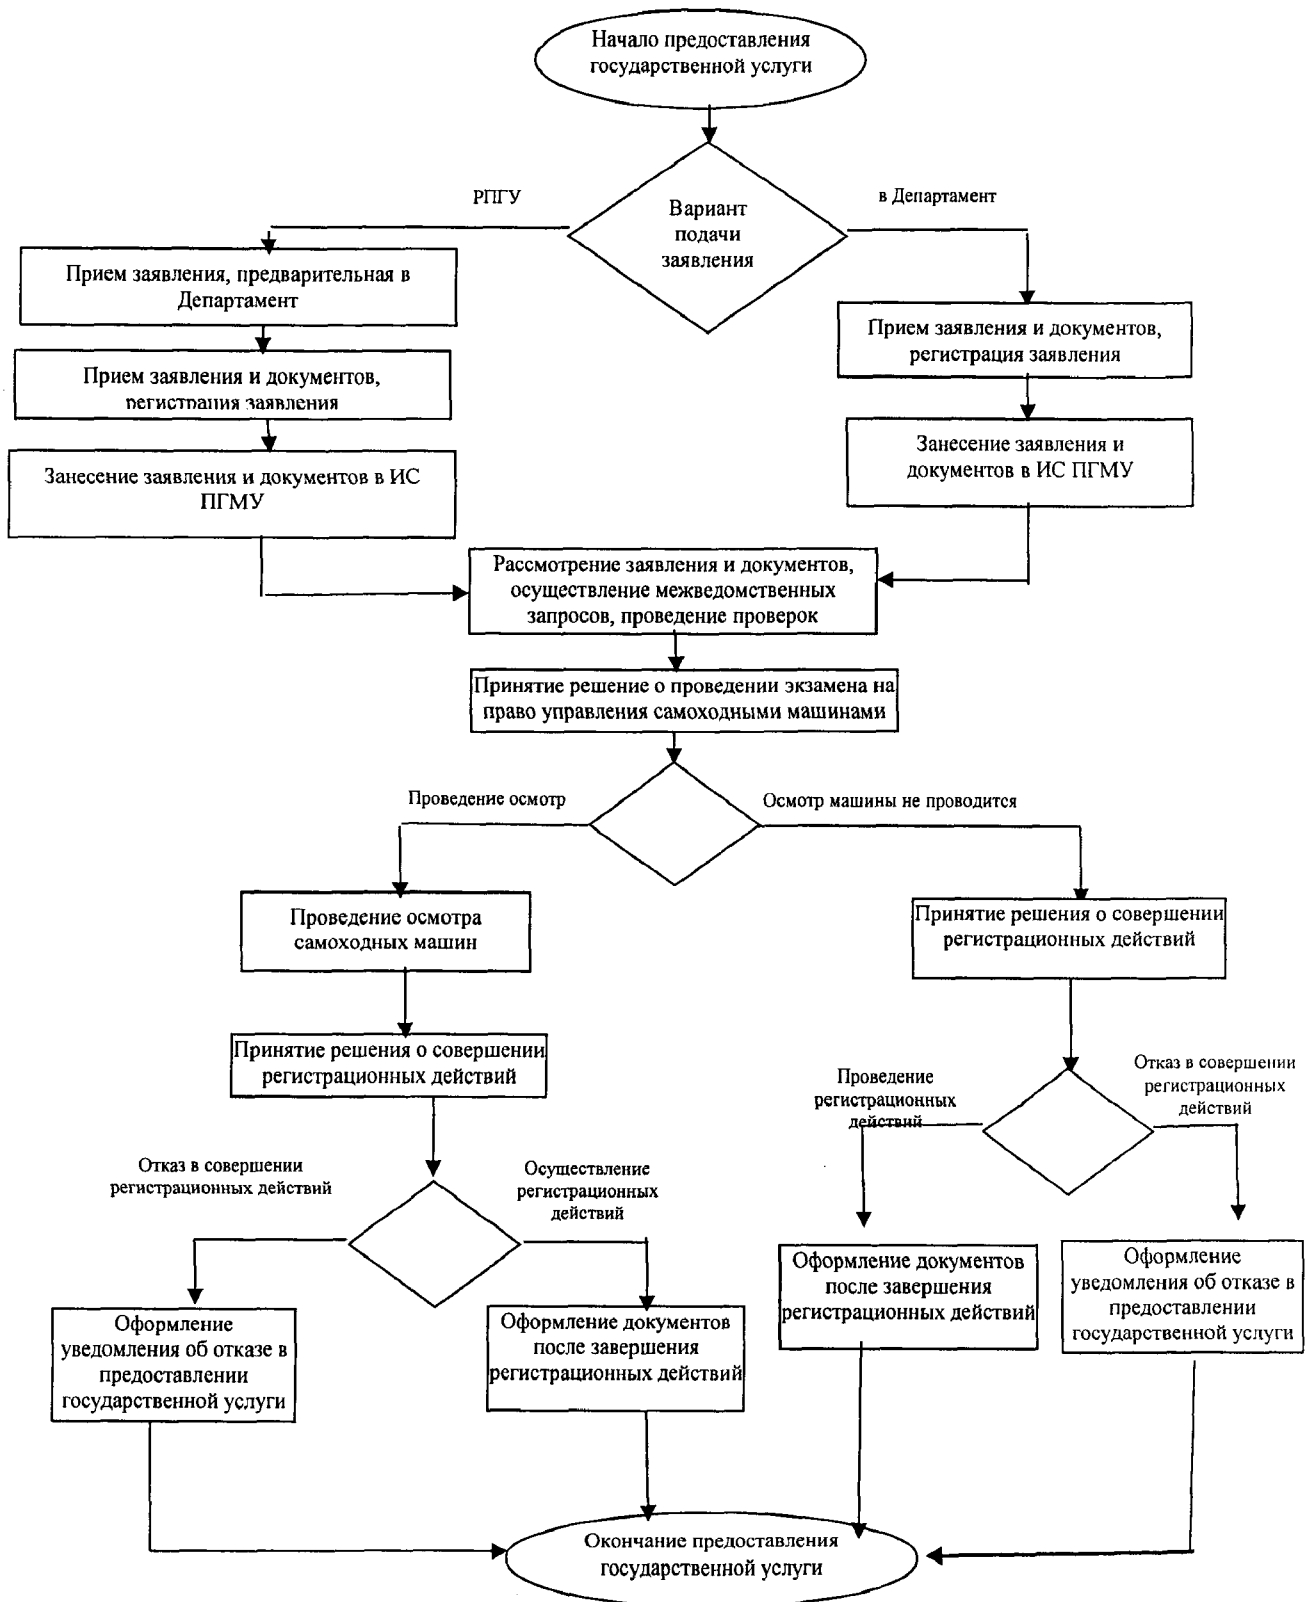 Начало предоставления
государственной услуги
РПГУ
в Департамент
Вариант
подачи
заявления
Прием заявления, предварительная в
Департамент
Прием заявления и документов,
регистрация заявления
Прием заявления и документов,
регистрация заявления
Занесение заявления и документов в ИС
ПГМУ
Занесение заявления и
документов в ИС ПГМУ
Рассмотрение заявления и документов,
осуществление межведомственных
запросов, проведение проверок
Принятие решение о проведении экзамена на
право управления самоходными машинами
Проведение осмотр
Осмотр машины не проводится
Проведение осмотра
самоходных машин
Принятие решения о совершении
регистрационных действий
Принятие решения о совершении
регистрационных действий
Проведение
регистрационных
действий
Отказ в совершении
регистрационных
действий
Отказ в совершении
регистрационных действий
Осуществление
регистрационных
действий
Оформление документов
после завершения
регистрационных действий
Оформление
уведомления об отказе в
предоставлении
государственной услуги
Оформление
уведомления об отказе в
предоставлении
государственной услуги
Оформление документов
после завершения
регистрационных действий
Окончание предоставления
государственной услуги